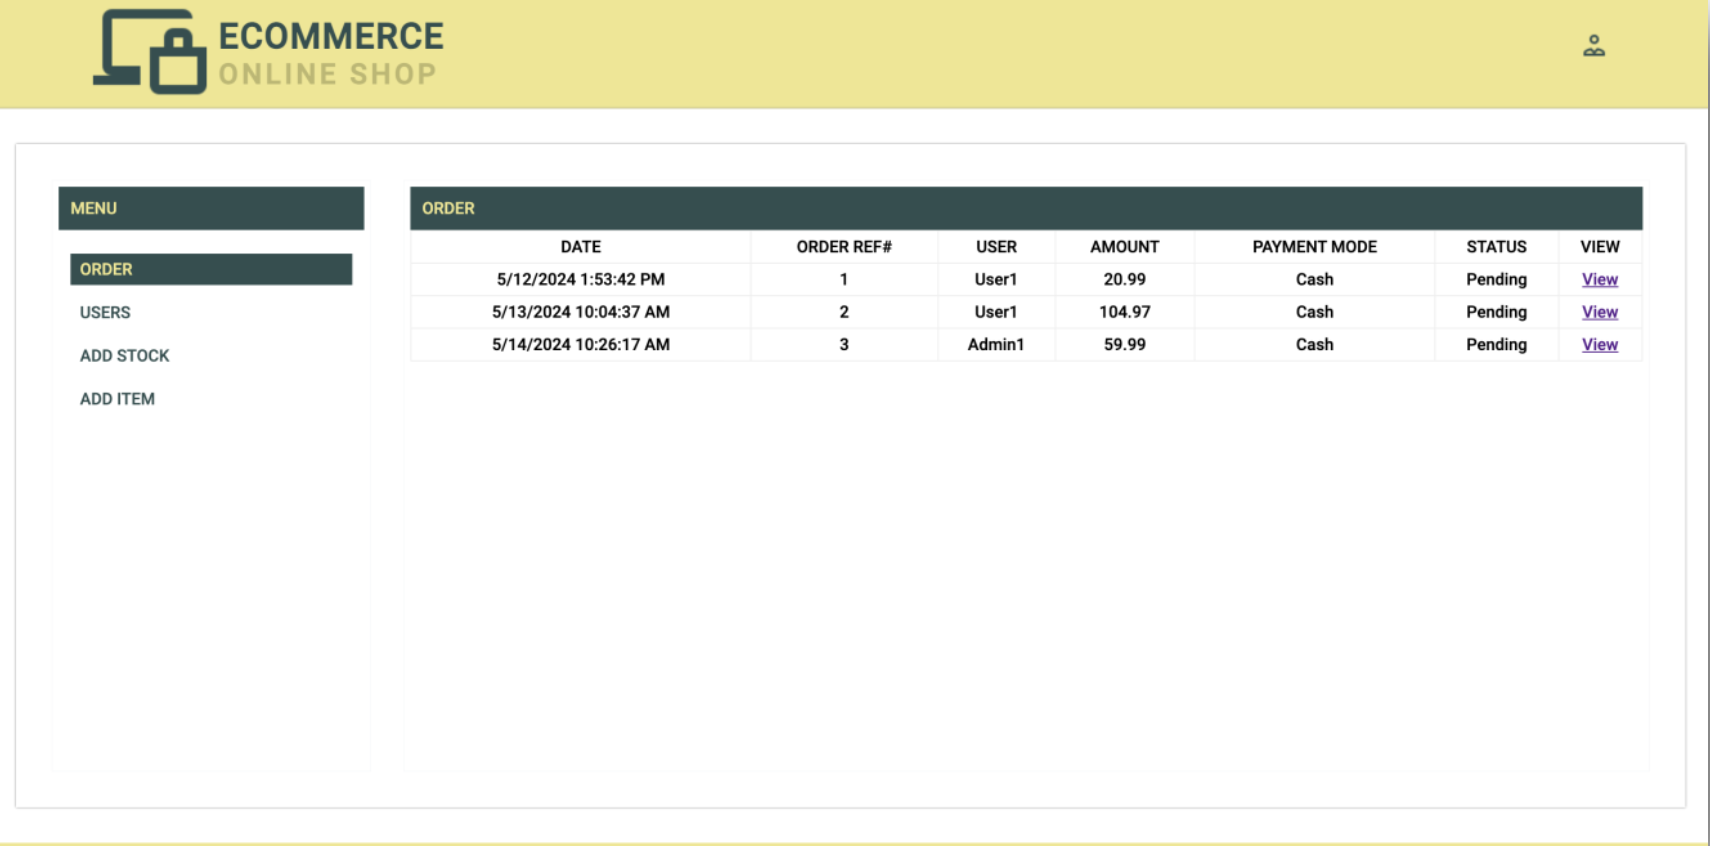 ECOMMERCE
ONLINE SHOP
MENU
ORDER
USERS
ADD STOCK
ADD ITEM
ORDER
DATE ORDER REF# USER AMOUNT PAYMENT MODE STATUS VIEW
5/12/2024 1:53:42 PM 1 User1 20.99 Cash Pending View
5/13/2024 10:04:37 AM 2 User1 104.97 Cash Pending View
5/14/2024 10:26:17 AM 3 Admin1 59.99 Cash Pending View